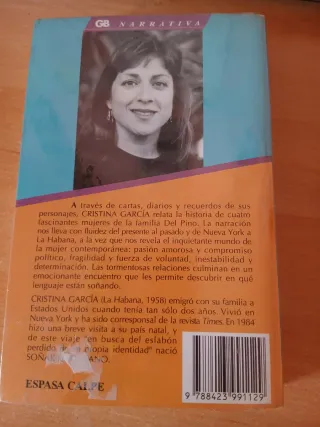 GB NARRATIVA
A través de cartas, diarios y recuerdos de sus
personajes, CRISTINA GARCÍA relata la historia de cuatro
fascinantes mujeres de la familia Del Pino. La narración
nos lleva con fluidez del presente al pasado y de Nueva York a
La Habana, a la vez que nos revela el inquietante mundo de
la mujer contemporánea: pasión amorosa y compromiso
político, fragilidad y fuerza de voluntad, inestabilidad y
determinación. Las tormentosas relaciones culminan en un
emocionante encuentro que les permite descubrir en qué
lenguaje están soñando.
CRISTINA GARCÍA (La Habana, 1958) emigró con su familia a
Estados Unidos cuando tenía tan sólo dos años. Vivió en
Nueva York y ha sido corresponsal de la revista Times. En 1984
hizo una breve visita a su país natal, y
de este viaje "en busca del eslabón
perdido, propia identidad" nació
ANO.
ESPASA CALPE
9 788423 991129